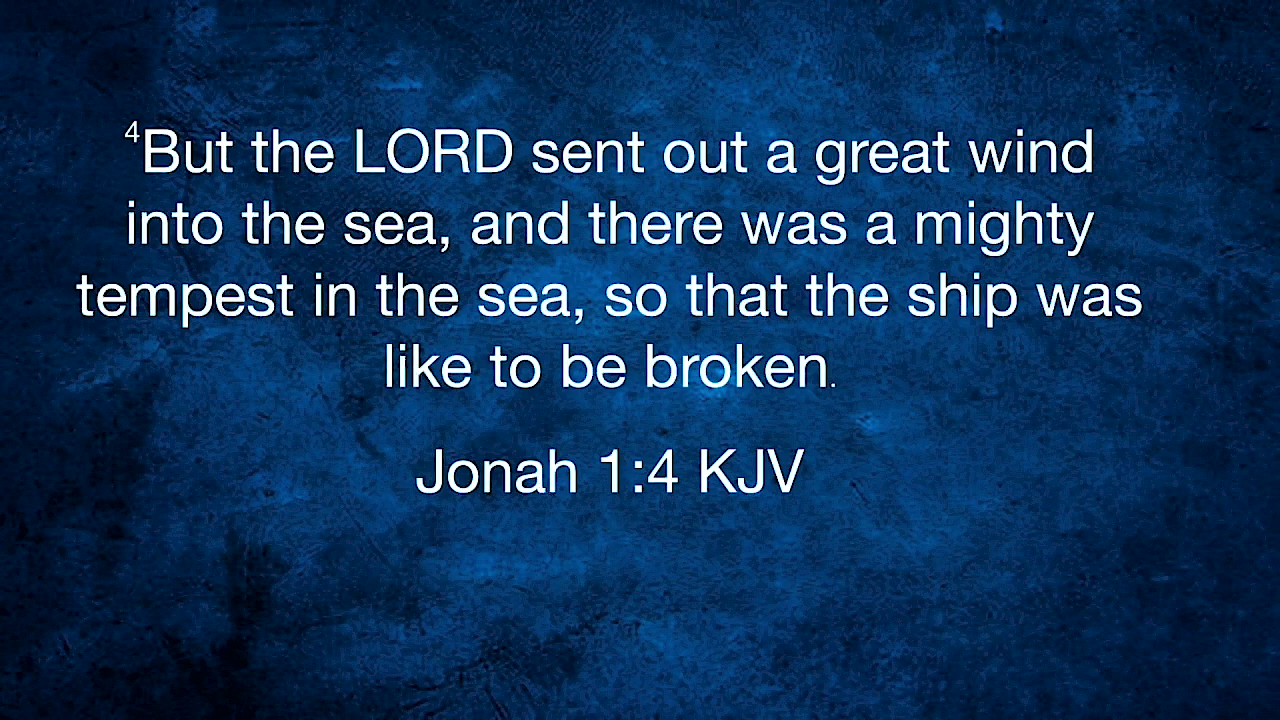 ⁴But the LORD sent out a great wind
into the sea, and there was a mighty
tempest in the sea, so that the ship was
like to be broken.
Jonah 1:4 KJV